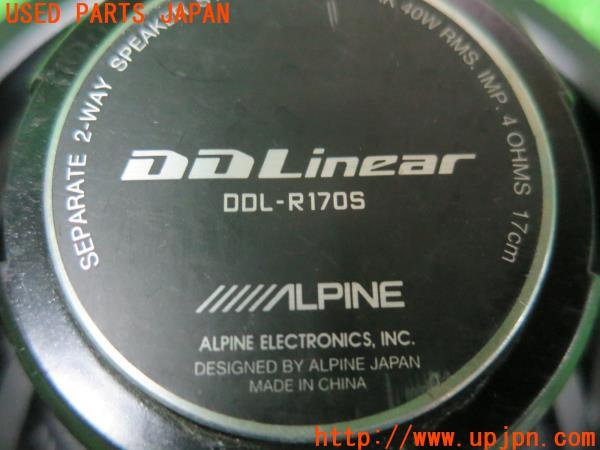 USED PARTS JAPAN
SEPARATE 2-WAY SPEAKER
40W RMS. IMP. 4 OHMS 17cm
DDLinear
DDL-R170S
ALPINE
ALPINE ELECTRONICS, INC.
DESIGNED BY ALPINE JAPAN
MADE IN CHINA
http://www.upjpn.com